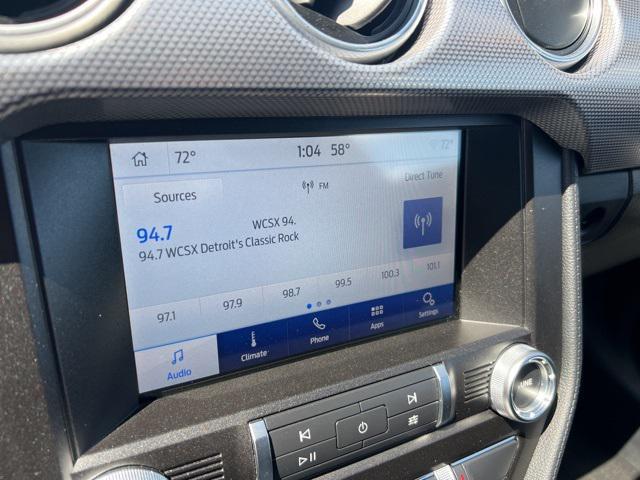 72° 1:04 58° 72°
Sources FM Direct Tune
94.7 WCSX 94.
94.7 WCSX Detroit's Classic Rock
97.1 97.9 98.7 99.5 100.3 101.1
Audio Climate Phone Apps Settings